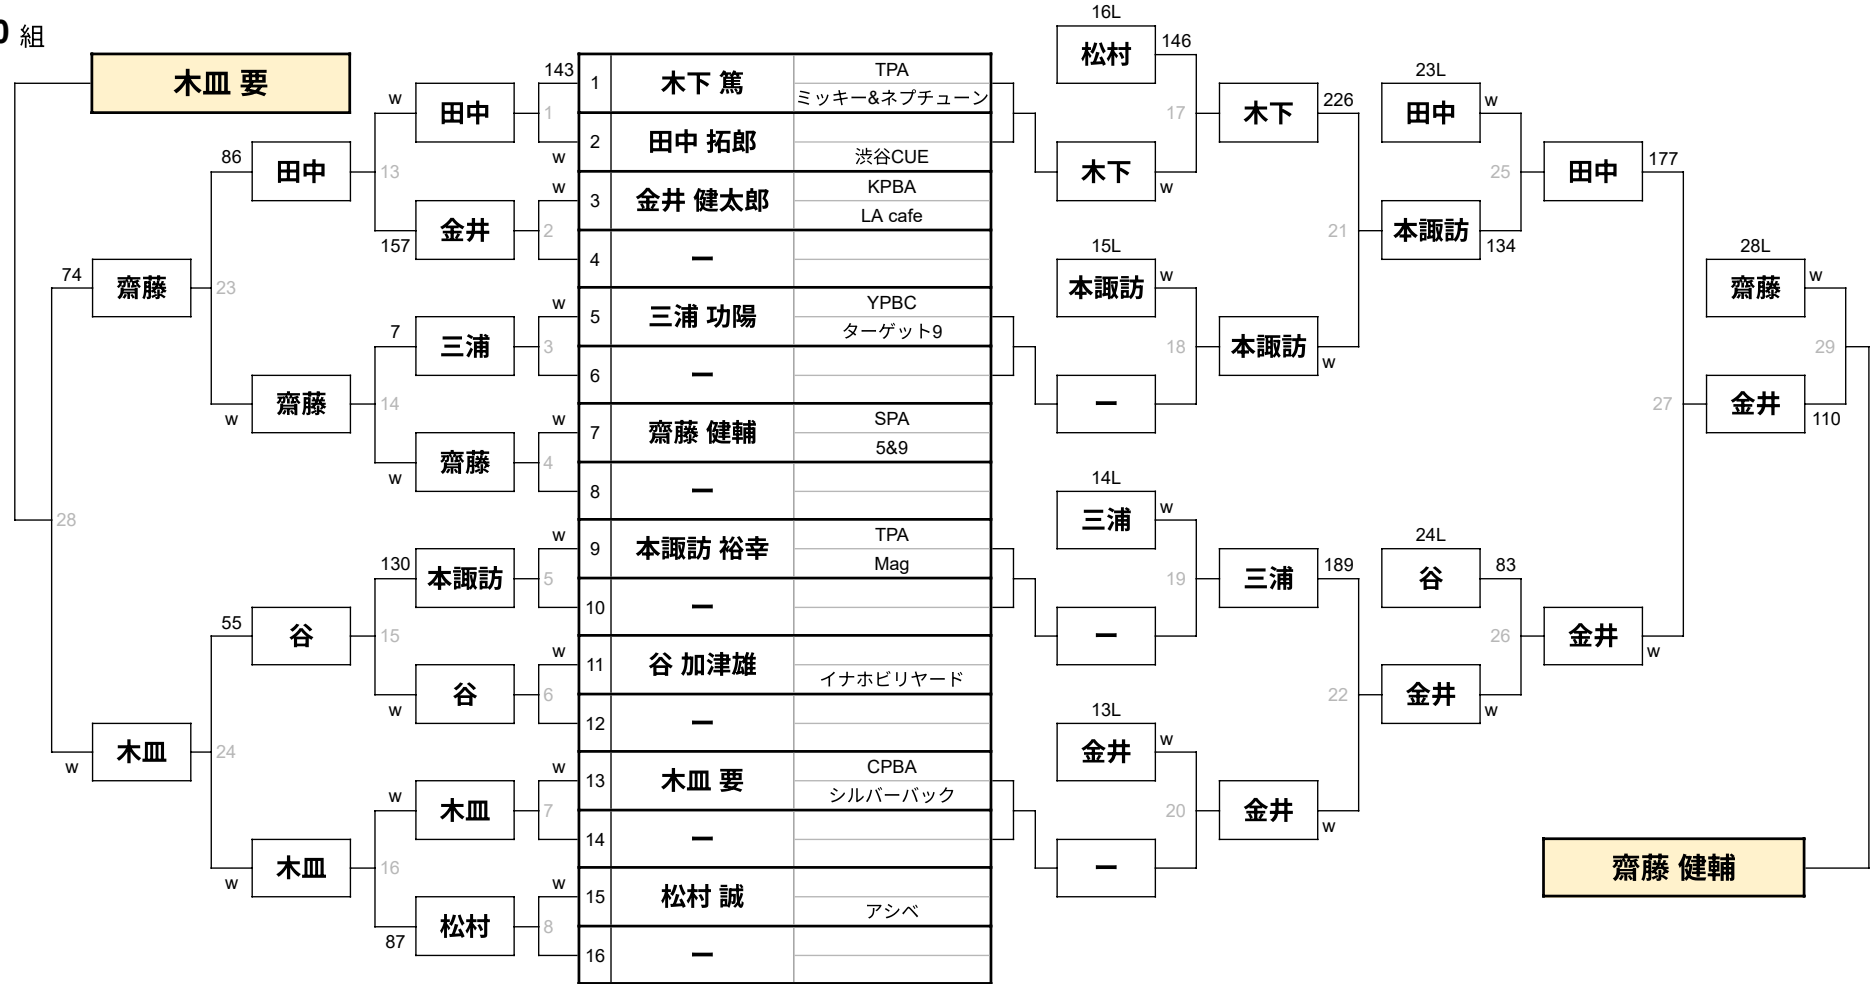 0 組
木皿 要
田中
86
齋藤
74
木皿
w
28
23
齋藤
w
谷
55
24
木皿
w
田中
w
13
金井
157
三浦
7
14
齋藤
w
本諏訪
130
15
谷
w
木皿
w
16
松村
87
143
1
w
w
2
w
3
w
4
w
5
w
6
w
7
w
8
1 木下 篤 TPA
ミッキー&ネプチューン
2 田中 拓郎
渋谷CUE
3 金井 健太郎 KPBA
LA cafe
4 ー
5 三浦 功陽 YPBC
ターゲット9
6 ー
7 齋藤 健輔 SPA
5&9
8 ー
9 本諏訪 裕幸 TPA
Mag
10 ー
11 谷 加津雄
イナホビリヤード
12 ー
13 木皿 要 CPBA
シルバーバック
14 ー
15 松村 誠
アシベ
16 ー
16L
松村 146
17
木下 w
15L
本諏訪 w
18
ー
14L
三浦 w
19
ー
13L
金井 w
20
ー
木下 226
21
本諏訪 w
三浦 189
22
金井 w
23L
田中 w
25
本諏訪 134
24L
谷 83
26
金井 w
田中 177
27
金井 w
28L
齋藤 w
29
金井 110
齋藤 健輔